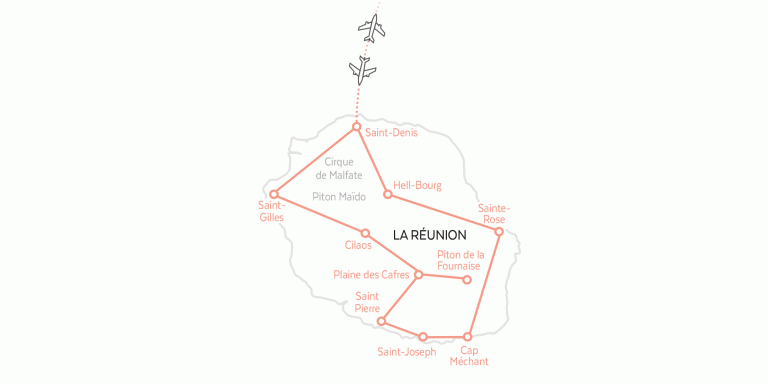 Saint-Denis
Cirque
de Malfate
Hell-Bourg
Piton Maïdo
Saint-
Gilles
Sainte-
Rose
LA RÉUNION
Cilaos
Piton de la
Fournaise
Plaine des Cafres
Saint
Pierre
Saint-Joseph
Cap
Méchant